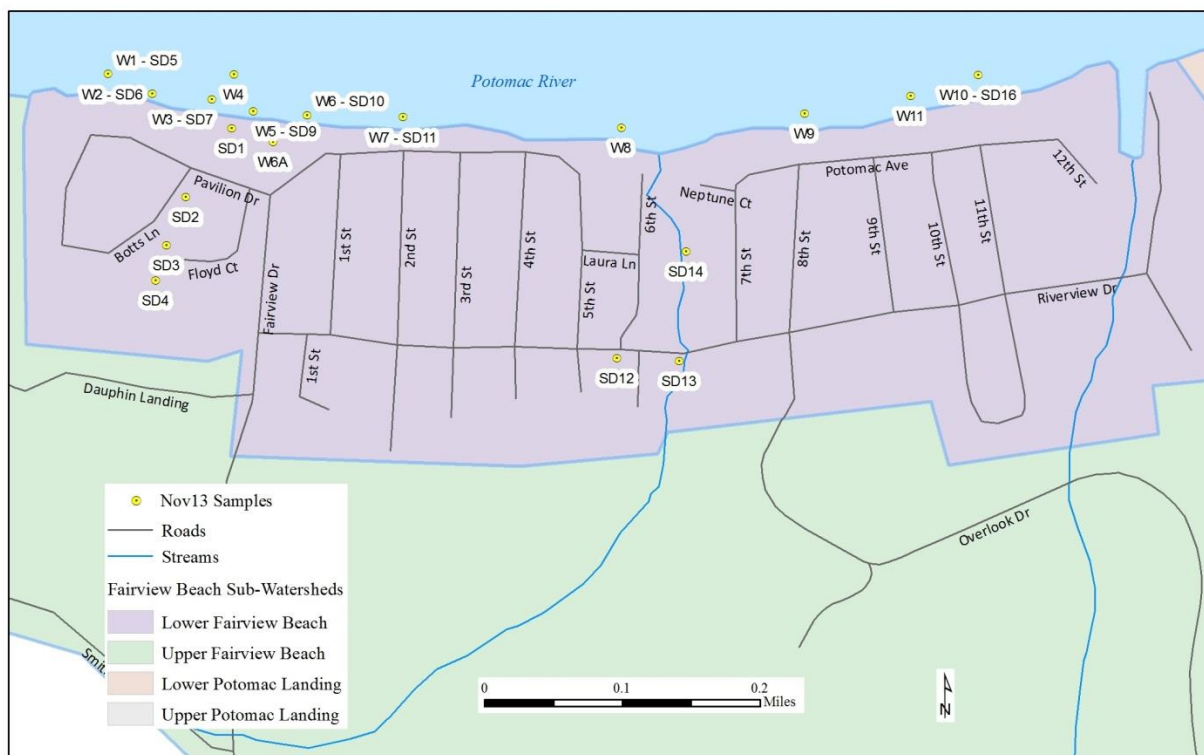 W1 - SD5
Potomac River
W2 - SD6
W4
W6 - SD10
W10 - SD16
W3 - SD7
W11
W5 - SD9
W7 - SD11
W8
W9
SD1
W6A
Potomac Ave
12th St
Pavilion Dr
Neptune Ct
SD2
6th St
Botts Ln
1st St
2nd St
4th St
9th St
10th St
11th St
8th St
7th St
SD3
Floyd Ct
Laura Ln
SD14
SD4
Fairview Dr
3rd St
5th St
Riverview Dr
1st St
SD12
SD13
Dauphin Landing
Overlook Dr
Nov13 Samples
Roads
Streams
Fairview Beach Sub-Watersheds
Lower Fairview Beach
Upper Fairview Beach
Lower Potomac Landing
Upper Potomac Landing
0 0.1 0.2
Miles
N